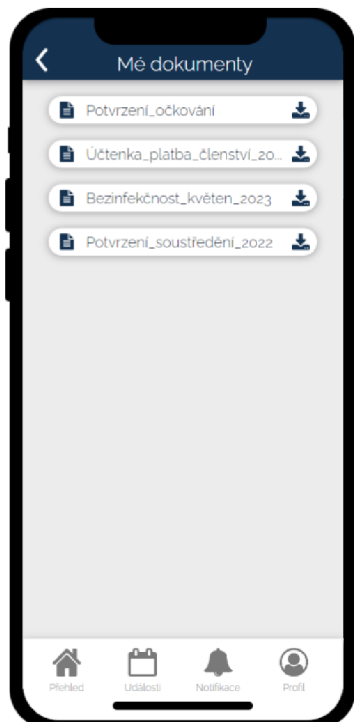 Mé dokumenty
Potvrzení_očkování
Účtenka_platba_členství_20...
Bezinfekčnost_květen_2023
Potvrzení_soustředění_2022
Přehled Události Notifikace Profil